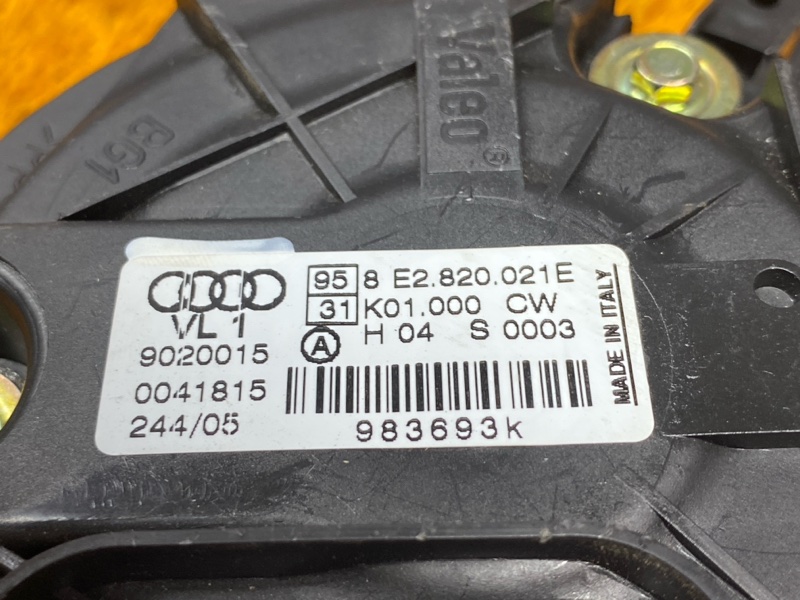 Valeo®
GG1
95 8 E2.820.021E
31 K01.000 CW
VL 1
A H 04 S 0003
9020015
0041815
244/05
983693k
MADE IN ITALY